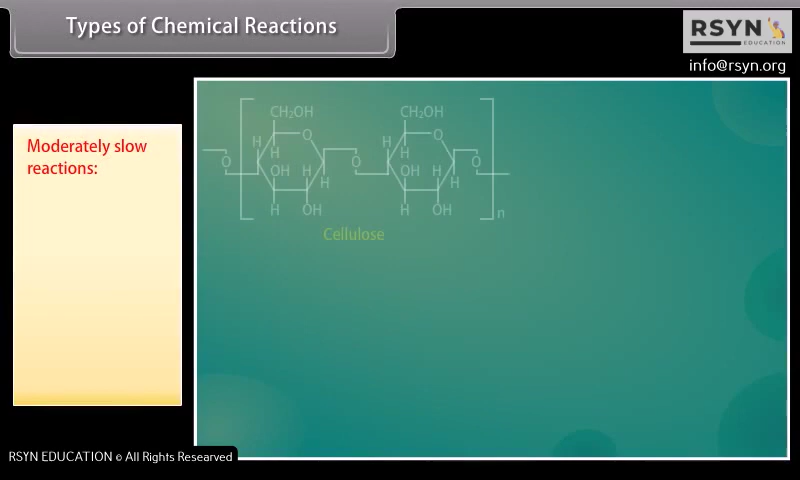 Types of Chemical Reactions
RSYN
EDUCATION
info@rsyn.org
Moderately slow
reactions:
CH₂OH CH₂OH
O O
H H
H H
O OH H O OH H O
H H
H OH H OH
n
Cellulose
RSYN EDUCATION © All Rights Researved